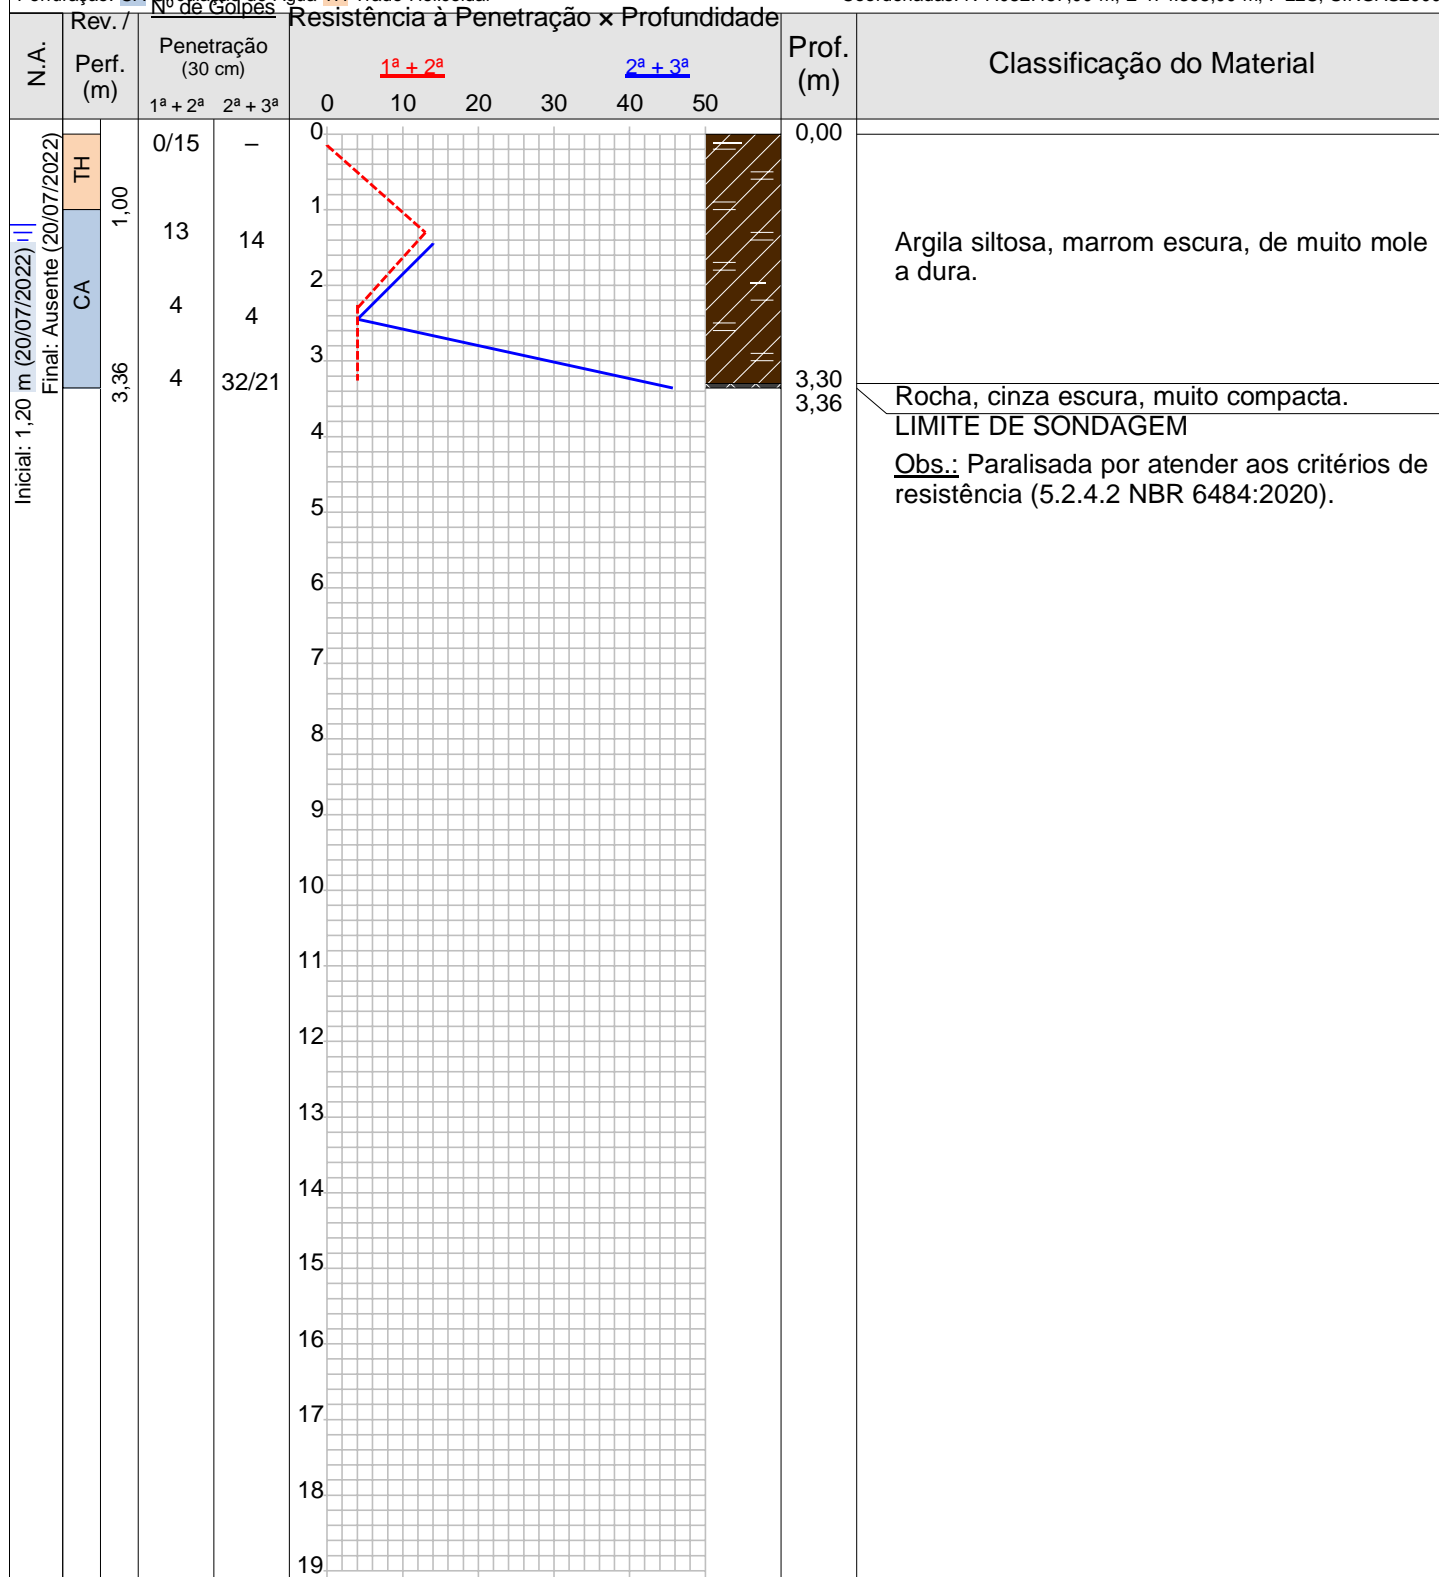 Nº de Golpes
Resistência à Penetração × Profundidade
N.A.
Rev. /
Perf.
(m)
Penetração
(30 cm)
1ª + 2ª 2ª + 3ª
1ª + 2ª 2ª + 3ª
0 10 20 30 40 50
Prof.
(m)
Classificação do Material
Inicial: 1,20 m (20/07/2022)
Final: Ausente (20/07/2022)
TH
CA
1,00
3,36
0/15 –
13 14
4 4
4 32/21
0
1
2
3
4
5
6
7
8
9
10
11
12
13
14
15
16
17
18
19
0,00
3,30
3,36
Argila siltosa, marrom escura, de muito mole
a dura.
Rocha, cinza escura, muito compacta.
LIMITE DE SONDAGEM
Obs.: Paralisada por atender aos critérios de
resistência (5.2.4.2 NBR 6484:2020).